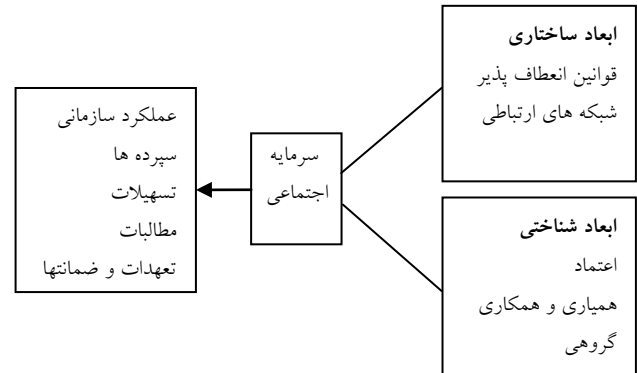 ابعاد ساختاری
قوانین انعطاف پذیر
شبکه های ارتباطی
ابعاد شناختی
اعتماد
همیاری و همکاری
گروهی
سرمایه
اجتماعی
عملکرد سازمانی
سپرده ها
تسهیلات
مطالبات
تعهدات و ضمانتها